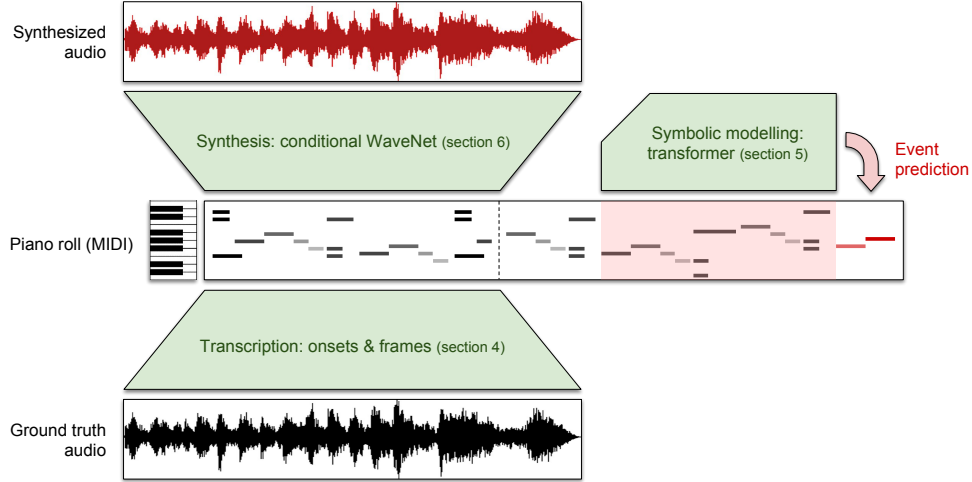 Synthesized
audio
Synthesis: conditional WaveNet (section 6)
Symbolic modelling:
transformer (section 5)
Event
prediction
Piano roll (MIDI)
Transcription: onsets & frames (section 4)
Ground truth
audio